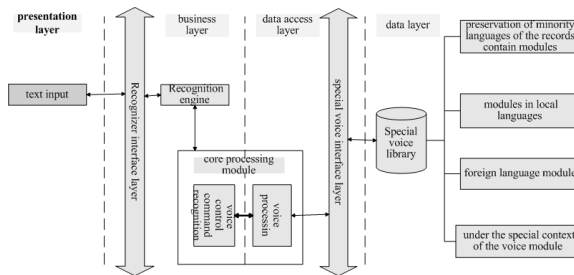 presentation
layer
business
layer
data access
layer
data layer
text input
Recognizer interface layer
Recognition
engine
core processing
module
voice
control
command
recognition
voice
processin
special voice interface layer
Special
voice
library
preservation of minority
languages of the records
contain modules
modules in local
languages
foreign language module
under the special context
of the voice module